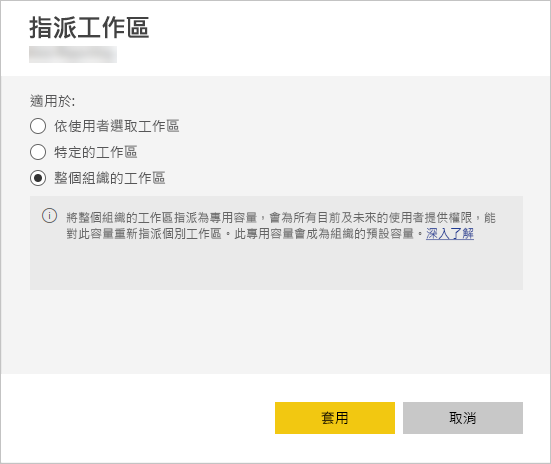 指派工作區
適用於:
依使用者選取工作區
特定的工作區
整個組織的工作區
將整個組織的工作區指派為專用容量，會為所有目前及未來的使用者提供權限，能
對此容量重新指派個別工作區。此專用容量會成為組織的預設容量。深入了解
套用
取消